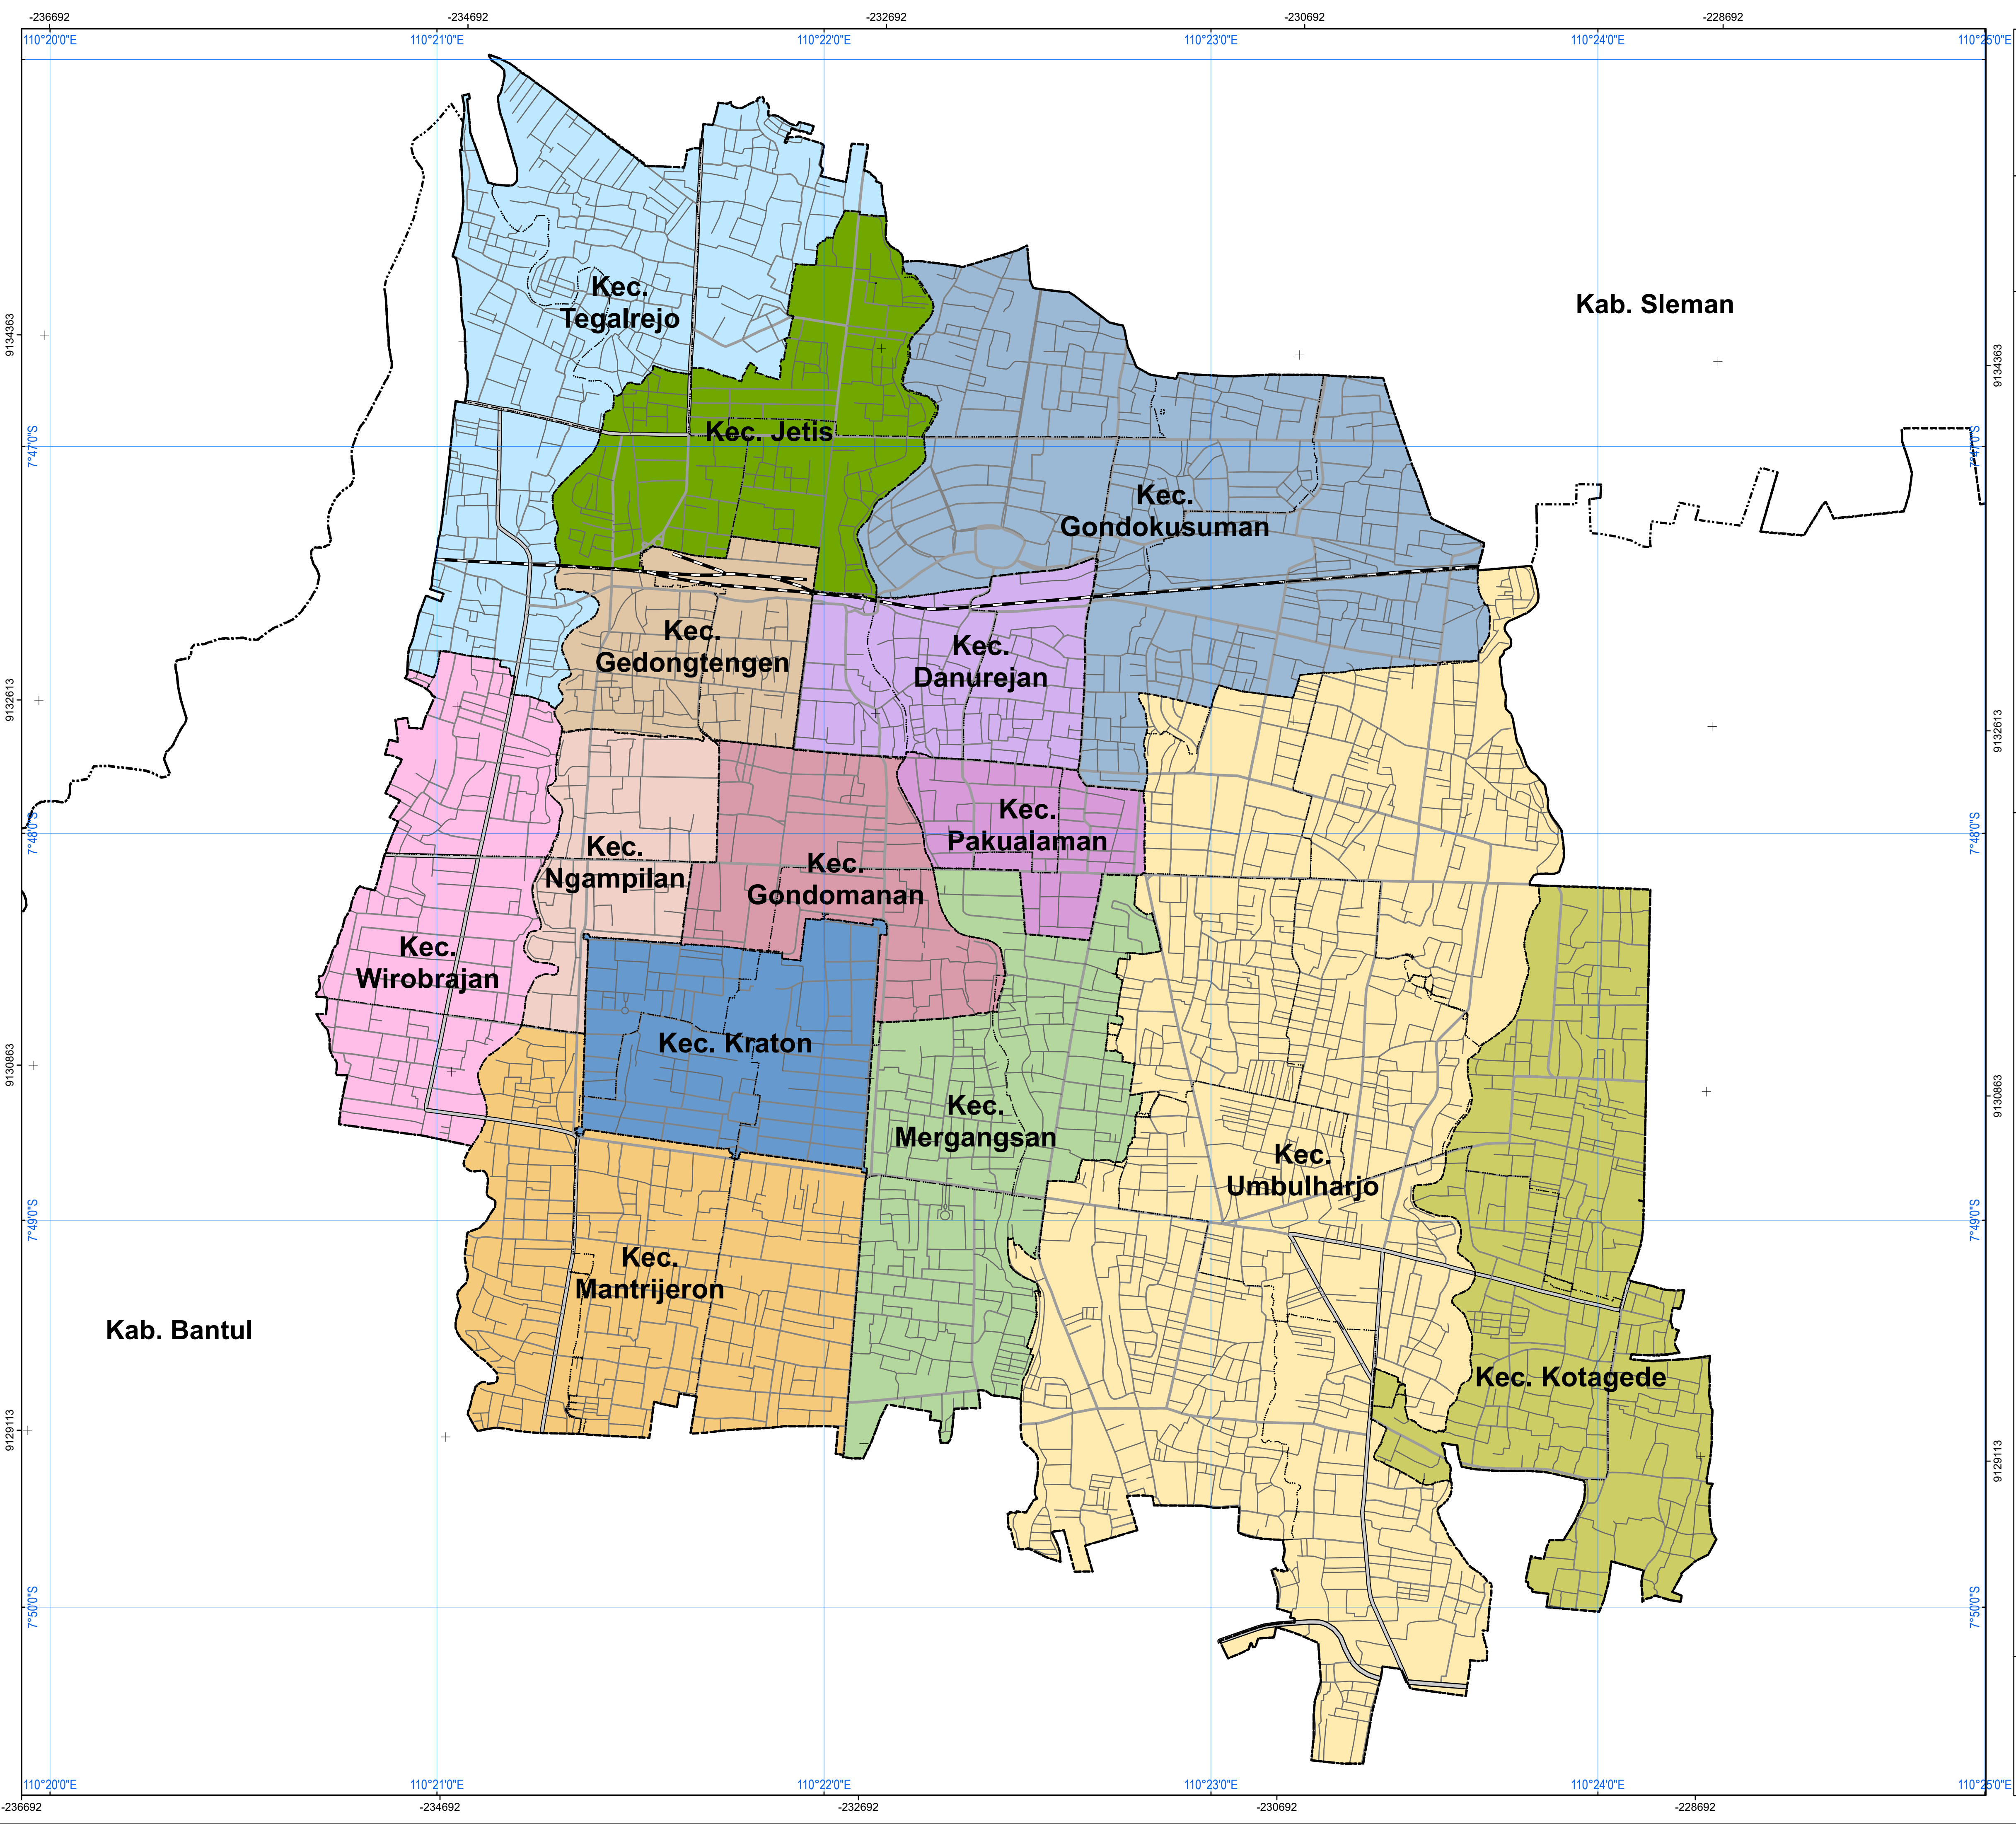 -236692
-234692
-232692
-230692
-228692
110°20'0"E
110°21'0"E
110°22'0"E
110°23'0"E
110°24'0"E
110°25'0"E
Kec.
Tegalrejo
Kab. Sleman
9134363
9134363
Kec. Jetis
7°47'0"S
7°47'0"S
Kec.
Gondokusuman
Kec.
Gedongtengen
Kec.
Danurejan
9132613
9132613
Kec.
Pakualaman
7°48'0"S
7°48'0"S
Kec.
Ngampilan
Kec.
Gondomanan
Kec.
Wirobrajan
Kec. Kraton
9130863
9130863
Kec.
Mergangsan
Kec.
Umbulharjo
7°49'0"S
7°49'0"S
Kec.
Mantrijeron
Kab. Bantul
Kec. Kotagede
9129113
9129113
7°50'0"S
7°50'0"S
110°20'0"E
110°21'0"E
110°22'0"E
110°23'0"E
110°24'0"E
110°25'0"E
-236692
-234692
-232692
-230692
-228692